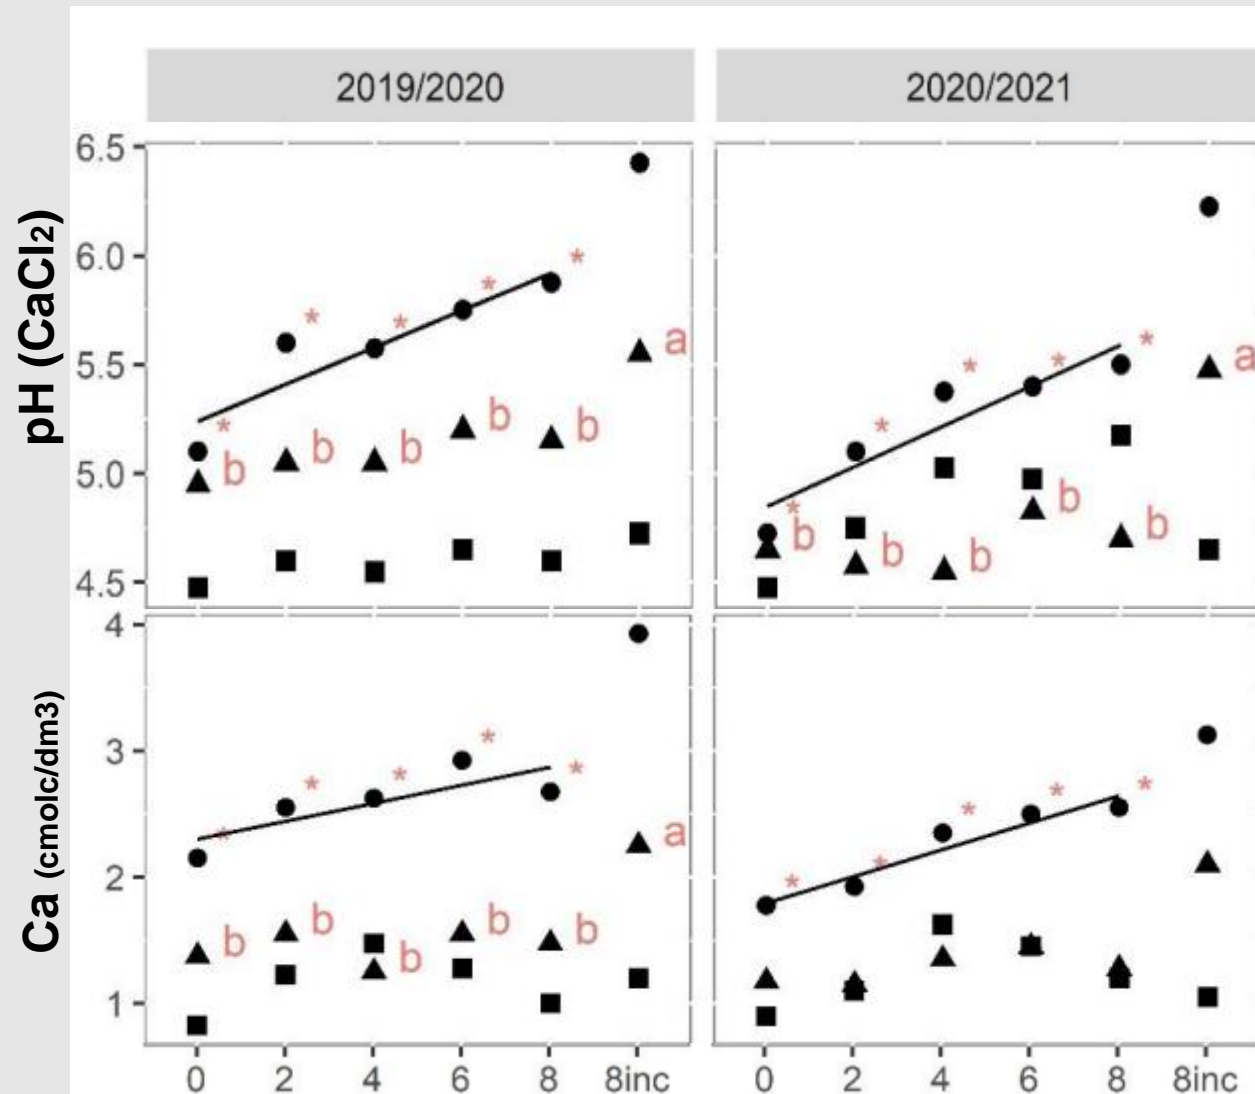 2019/2020
2020/2021
pH (CaCl2)
6.5
6.0
5.5
5.0
4.5
* * * * *
a
b b b b b
* * * * *
a
b b b b b
Ca (cmolc/dm3)
4
3
2
1
* * * * *
a
b b b b b
* * * * *
0 2 4 6 8 8inc
0 2 4 6 8 8inc